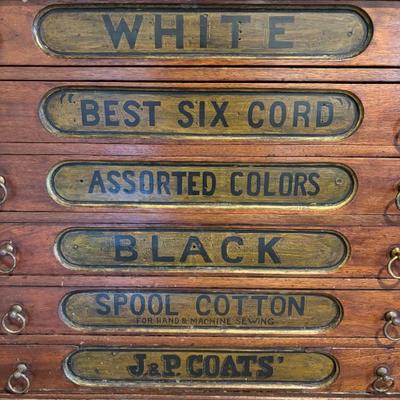 WHITE
"BEST SIX CORD"
ASSORTED COLORS
BLACK
SPOOL COTTON
FOR HAND & MACHINE SEWING
J&P. COATS'